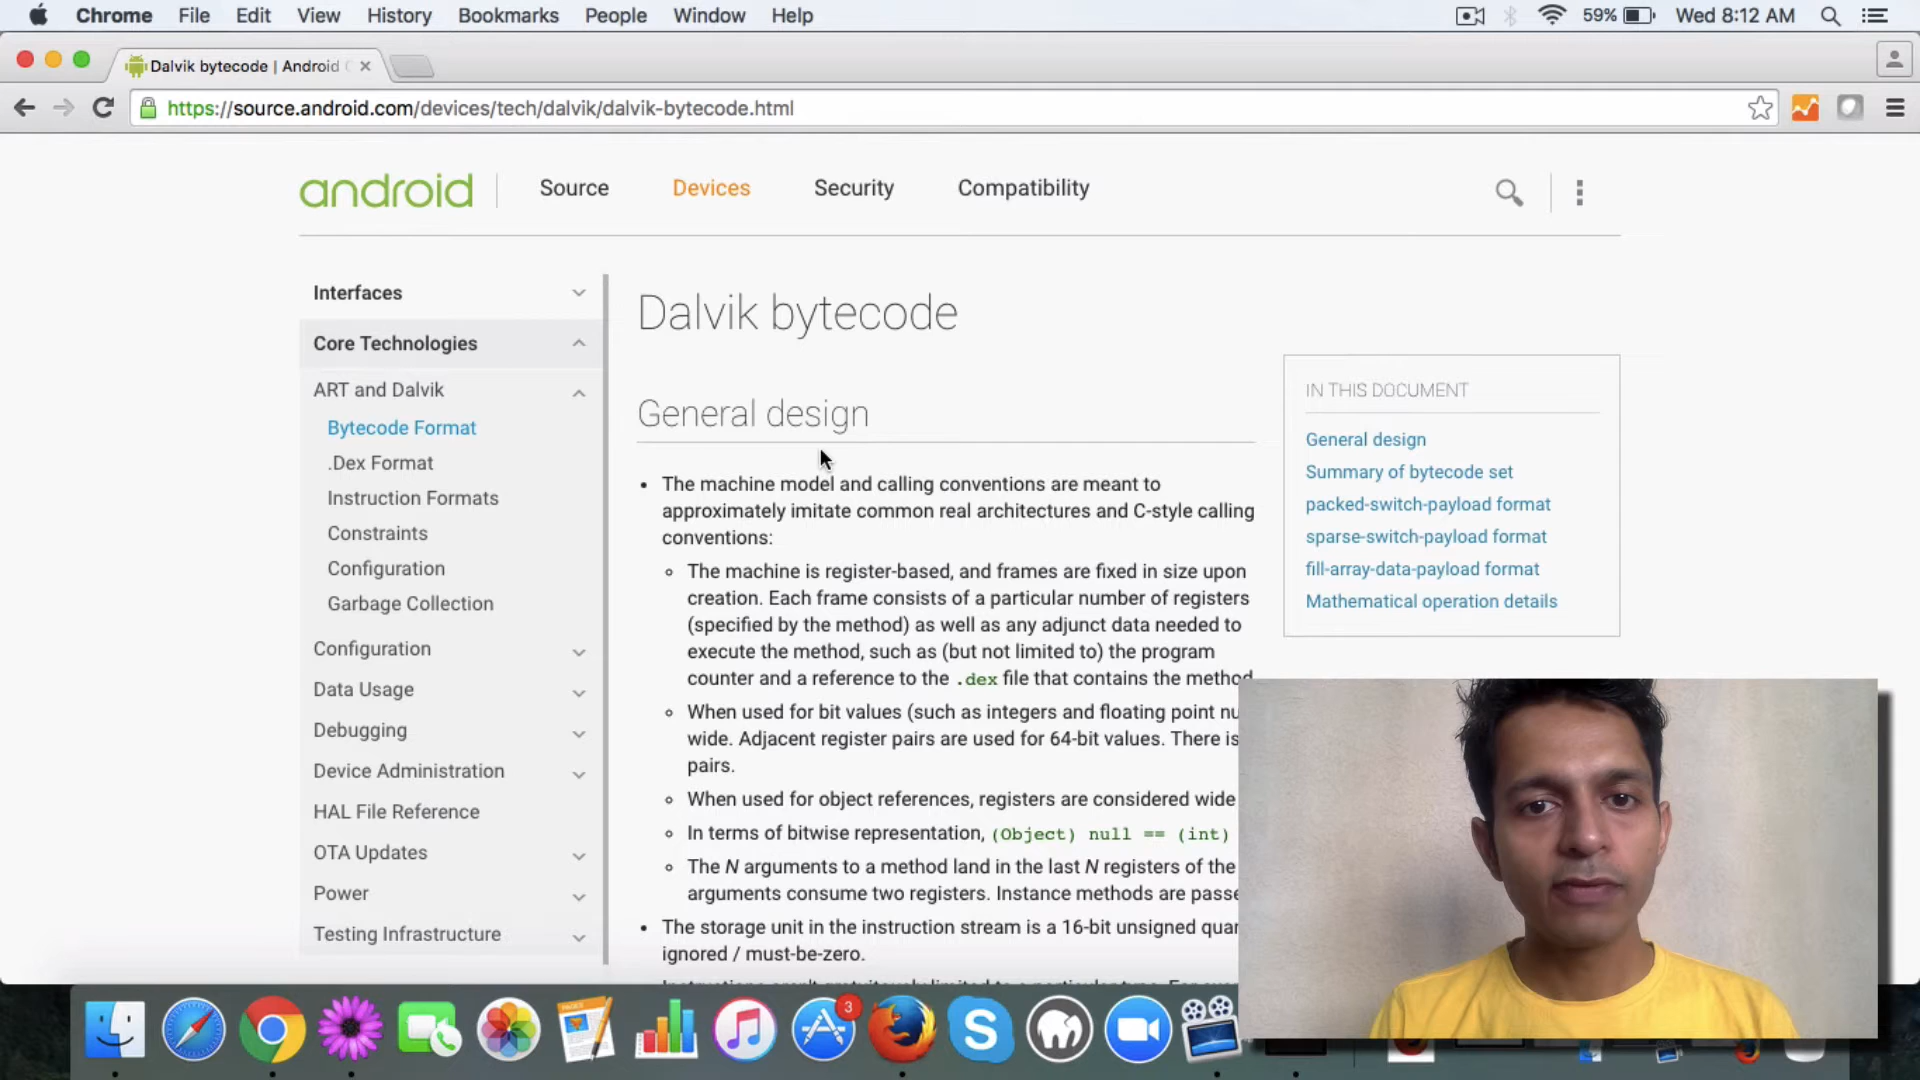 Chrome File Edit View History Bookmarks People Window Help 59% Wed 8:12 AM
Dalvik bytecode | Android
https://source.android.com/devices/tech/dalvik/dalvik-bytecode.html
android Source Devices Security Compatibility
Interfaces
Core Technologies
ART and Dalvik
Bytecode Format
.Dex Format
Instruction Formats
Constraints
Configuration
Garbage Collection
Configuration
Data Usage
Debugging
Device Administration
HAL File Reference
OTA Updates
Power
Testing Infrastructure
Dalvik bytecode
General design
• The machine model and calling conventions are meant to
approximately imitate common real architectures and C-style calling
conventions:
The machine is register-based, and frames are fixed in size upon
creation. Each frame consists of a particular number of registers
(specified by the method) as well as any adjunct data needed to
execute the method, such as (but not limited to) the program
counter and a reference to the .dex file that contains the method
When used for bit values (such as integers and floating point nu
wide. Adjacent register pairs are used for 64-bit values. There is
pairs.
When used for object references, registers are considered wide
In terms of bitwise representation, (Object) null == (int)
The N arguments to a method land in the last N registers of the
arguments consume two registers. Instance methods are passe
• The storage unit in the instruction stream is a 16-bit unsigned quar
ignored / must-be-zero.
IN THIS DOCUMENT
General design
Summary of bytecode set
packed-switch-payload format
sparse-switch-payload format
fill-array-data-payload format
Mathematical operation details
PAGES
3